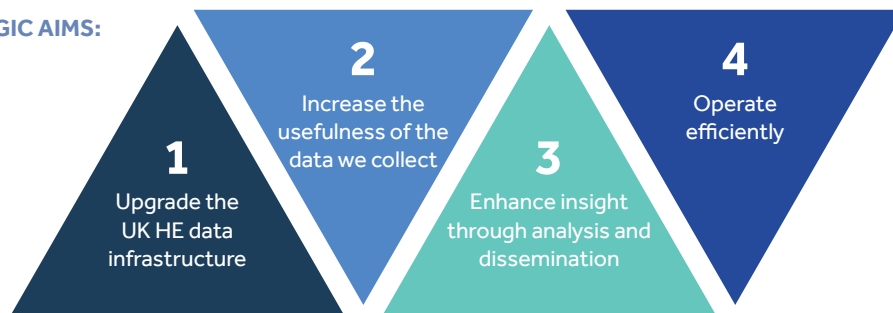 GIC AIMS:
1
Upgrade the
UK HE data
infrastructure
2
Increase the
usefulness of the
data we collect
3
Enhance insight
through analysis and
dissemination
4
Operate
efficiently